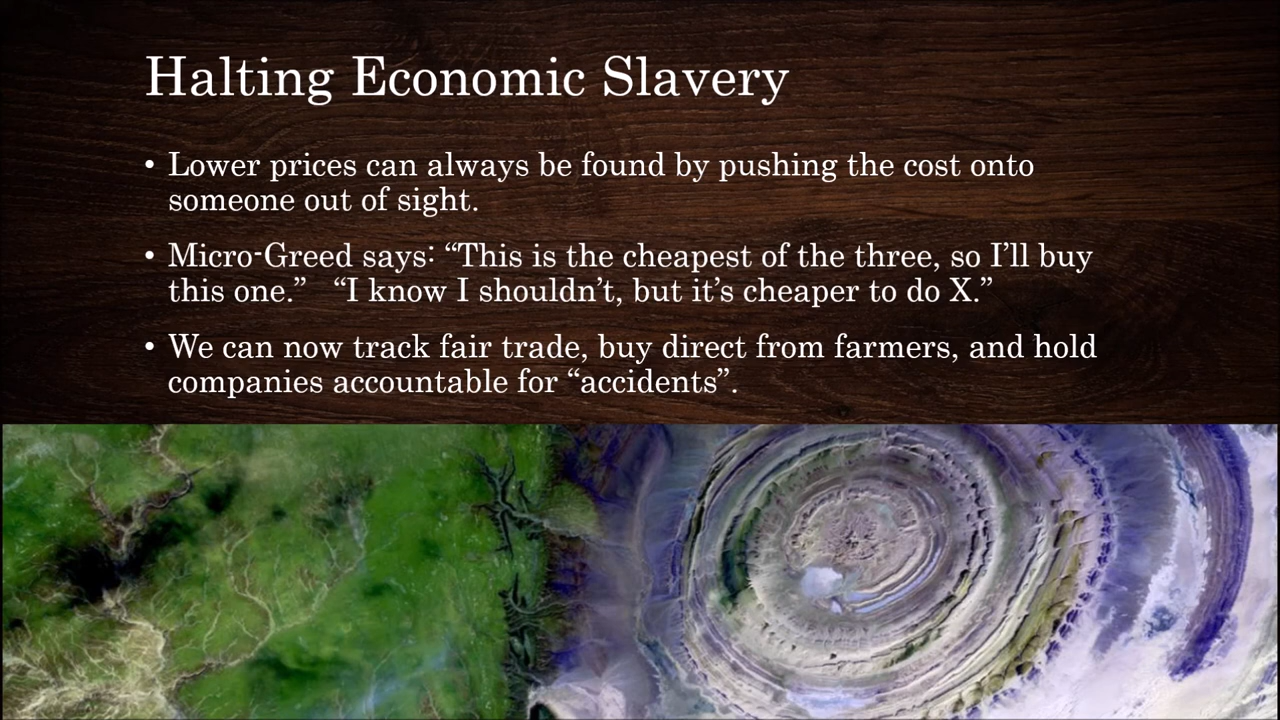 Halting Economic Slavery
• Lower prices can always be found by pushing the cost onto
someone out of sight.
• Micro-Greed says: “This is the cheapest of the three, so I’ll buy
this one.”   “I know I shouldn’t, but it’s cheaper to do X.”
• We can now track fair trade, buy direct from farmers, and hold
companies accountable for “accidents”.